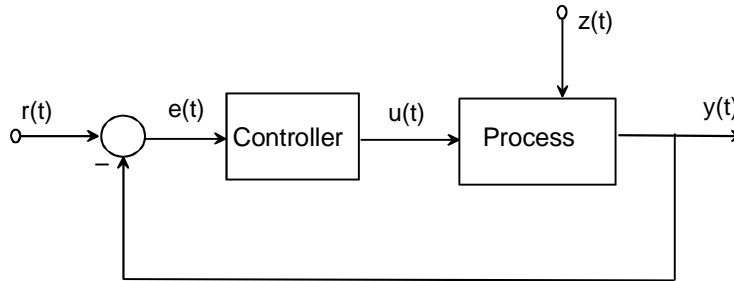 z(t)
r(t)
e(t)
Controller
u(t)
Process
y(t)
−